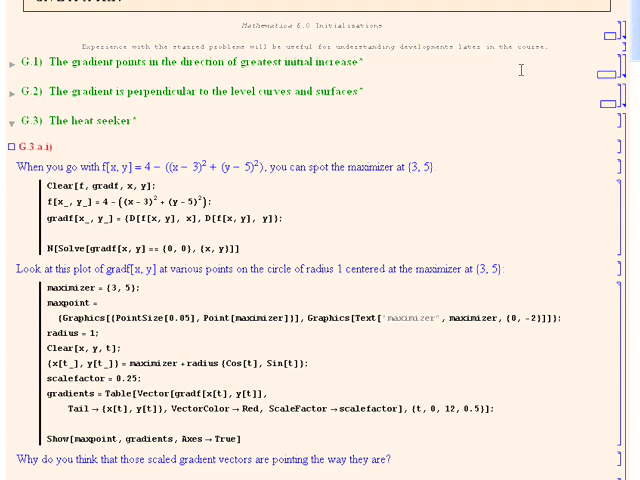 Mathematica 6.0 Initialisations
Experience with the starred problems will be useful for understanding developments later in the course.
G.1) The gradient points in the direction of greatest initial increase*
G.2) The gradient is perpendicular to the level curves and surfaces*
G.3) The heat seeker*
G.3.a.i)
When you go with f[x, y] = 4 - ((x - 3)² + (y - 5)²), you can spot the maximizer at {3, 5}.
Clear[f, gradf, x, y];
f[x_, y_] = 4 - ((x - 3)² + (y - 5)²);
gradf[x_, y_] = {D[f[x, y], x], D[f[x, y], y]};
N[Solve[gradf[x, y] == {0, 0}, {x, y}]]
Look at this plot of gradf[x, y] at various points on the circle of radius 1 centered at the maximizer at {3, 5}:
maximizer = {3, 5};
maxpoint =
{Graphics[{PointSize[0.05], Point[maximizer]}], Graphics[Text["maximizer", maximizer, {0, -2}]]};
radius = 1;
Clear[x, y, t];
{x[t_], y[t_]} = maximizer + radius {Cos[t], Sin[t]};
scalefactor = 0.25;
gradients = Table[Vector[gradf[x[t], y[t]],
Tail → {x[t], y[t]}, VectorColor → Red, ScaleFactor → scalefactor], {t, 0, 12, 0.5}];
Show[maxpoint, gradients, Axes → True]
Why do you think that those scaled gradient vectors are pointing the way they are?